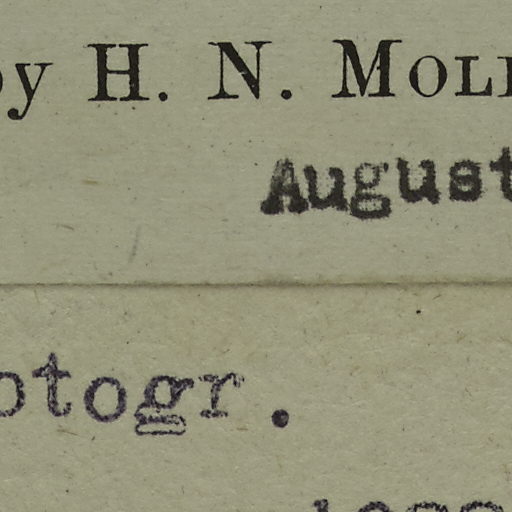 by H. N. Mol
August
otogr.